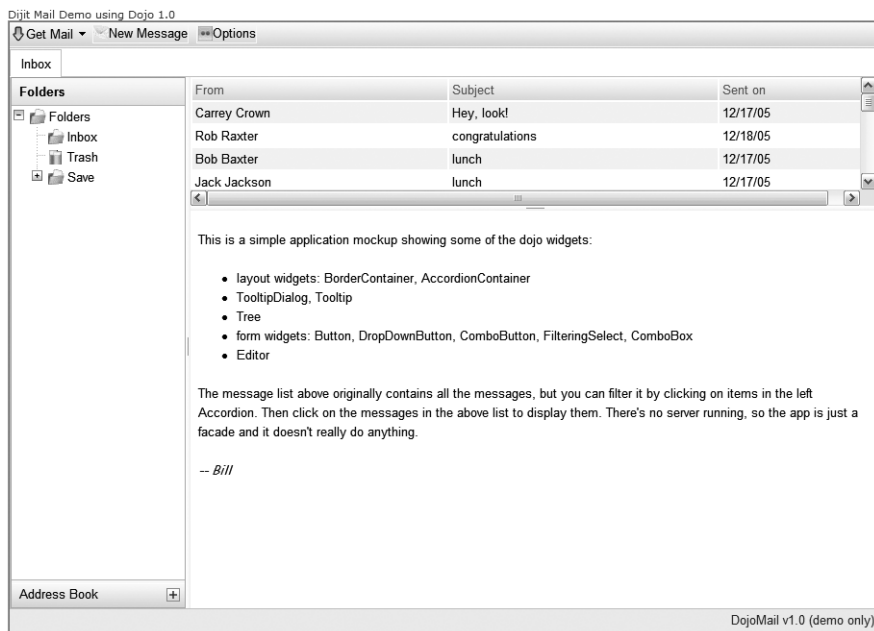 Dijit Mail Demo using Dojo 1.0
Get Mail New Message Options
Inbox
Folders
Folders
Inbox
Trash
Save
Address Book
From Subject Sent on
Carrey Crown Hey, look! 12/17/05
Rob Raxter congratulations 12/18/05
Bob Baxter lunch 12/17/05
Jack Jackson lunch 12/17/05
This is a simple application mockup showing some of the dojo widgets:
• layout widgets: BorderContainer, AccordionContainer
• TooltipDialog, Tooltip
• Tree
• form widgets: Button, DropDownButton, ComboButton, FilteringSelect, ComboBox
• Editor
The message list above originally contains all the messages, but you can filter it by clicking on items in the left
Accordion. Then click on the messages in the above list to display them. There's no server running, so the app is just a
facade and it doesn't really do anything.
-- Bill
DojoMail v1.0 (demo only)